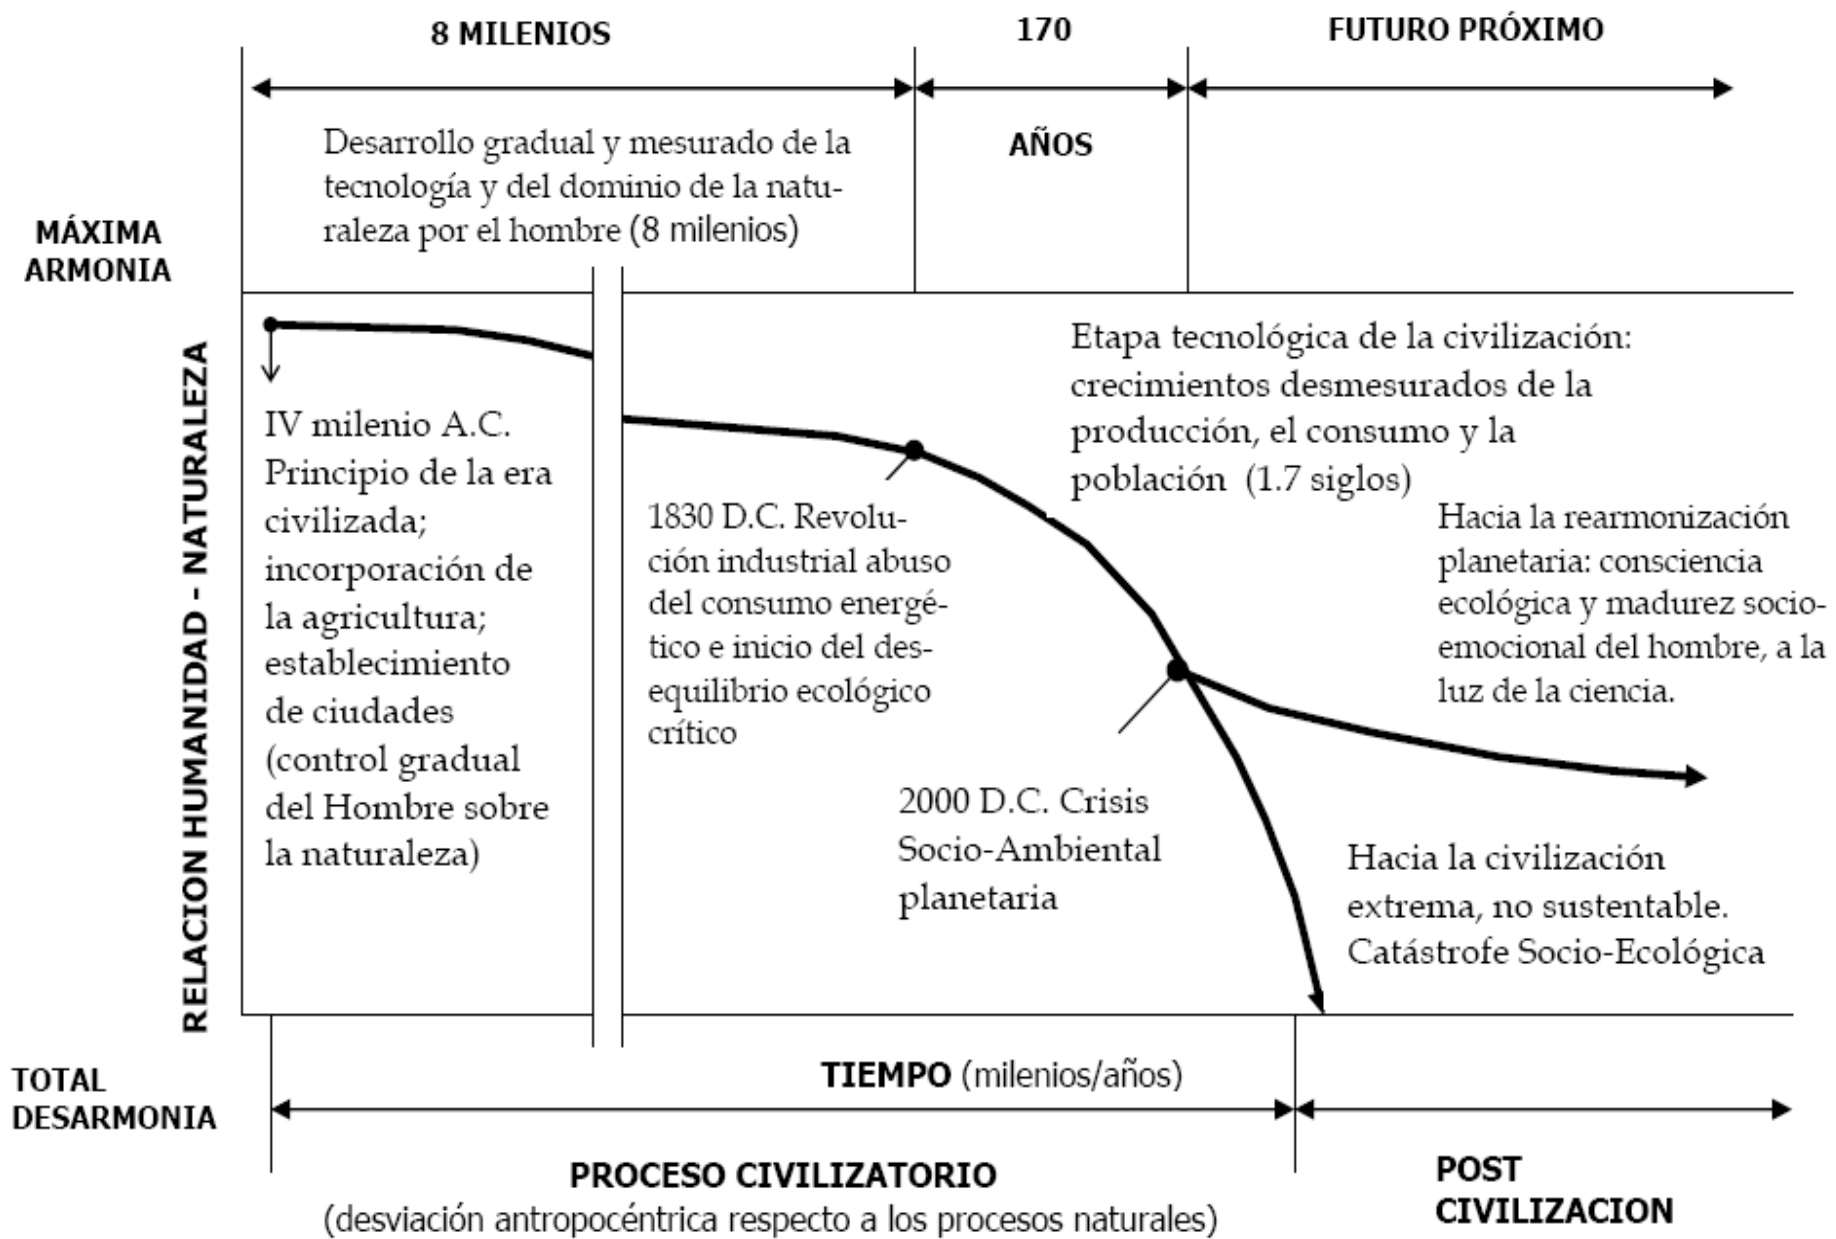 8 MILENIOS
170
AÑOS
FUTURO PRÓXIMO
Desarrollo gradual y mesurado de la
tecnología y del dominio de la natu-
raleza por el hombre (8 milenios)
MÁXIMA
ARMONIA
RELACION HUMANIDAD - NATURALEZA
IV milenio A.C.
Principio de la era
civilizada;
incorporación de
la agricultura;
establecimiento
de ciudades
(control gradual
del Hombre sobre
la naturaleza)
1830 D.C. Revolu-
ción industrial abuso
del consumo energé-
tico e inicio del des-
equilibrio ecológico
crítico
Etapa tecnológica de la civilización:
crecimientos desmesurados de la
producción, el consumo y la
población (1.7 siglos)
Hacia la rearmonización
planetaria: consciencia
ecológica y madurez socio-
emocional del hombre, a la
luz de la ciencia.
2000 D.C. Crisis
Socio-Ambiental
planetaria
Hacia la civilización
extrema, no sustentable.
Catástrofe Socio-Ecológica
TOTAL
DESARMONIA
TIEMPO (milenios/años)
PROCESO CIVILIZATORIO
(desviación antropocéntrica respecto a los procesos naturales)
POST
CIVILIZACION